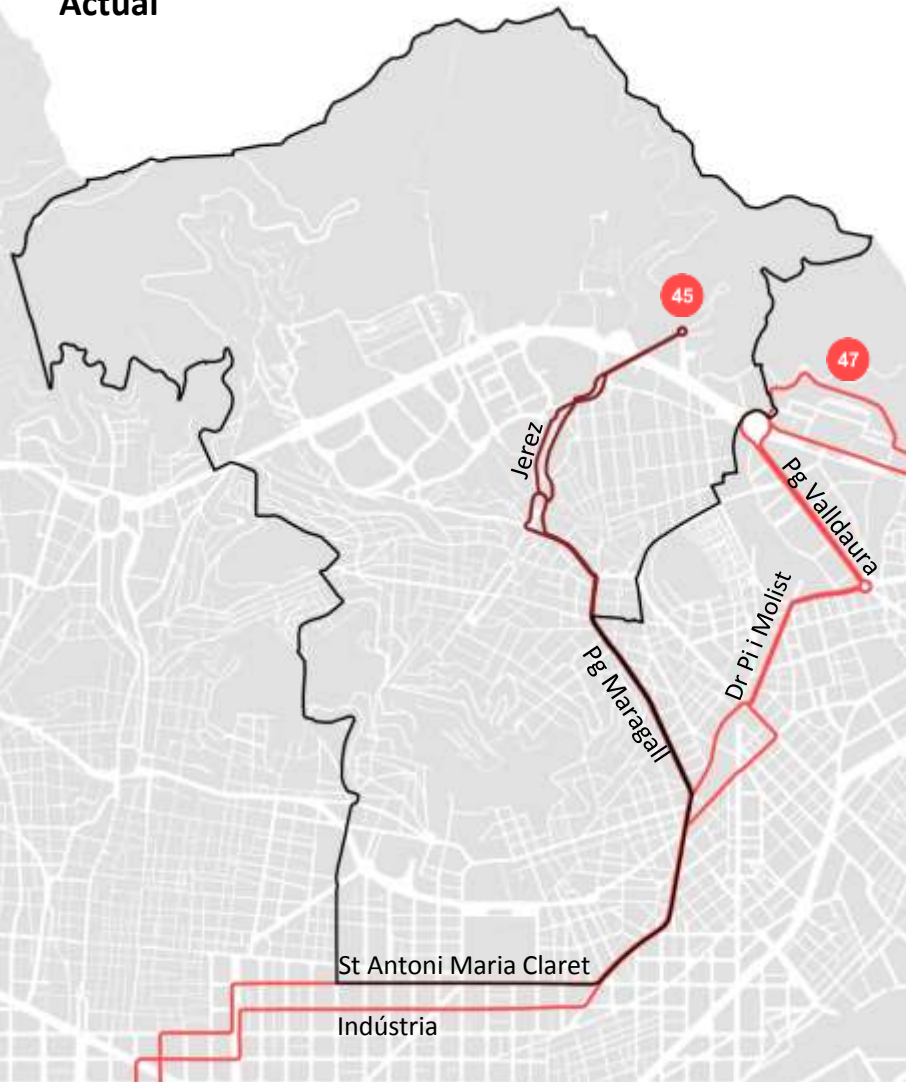 Actual
45
47
Jerez
Pg Valldaura
Dr Pi i Molist
Pg Maragall
St Antoni Maria Claret
Indústria